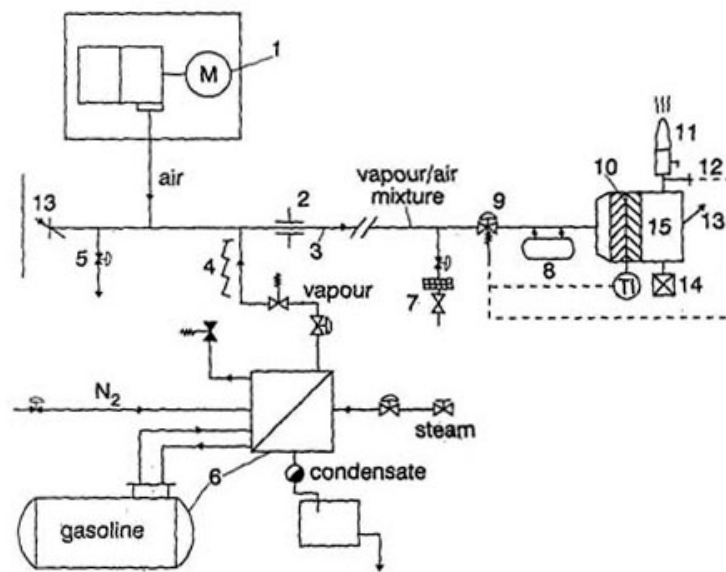 1
M
air
13
2
vapour/air
mixture
9
10
11
12
3
15
13
5
4
8
7
TI
14
vapour
N2
steam
6
condensate
gasoline